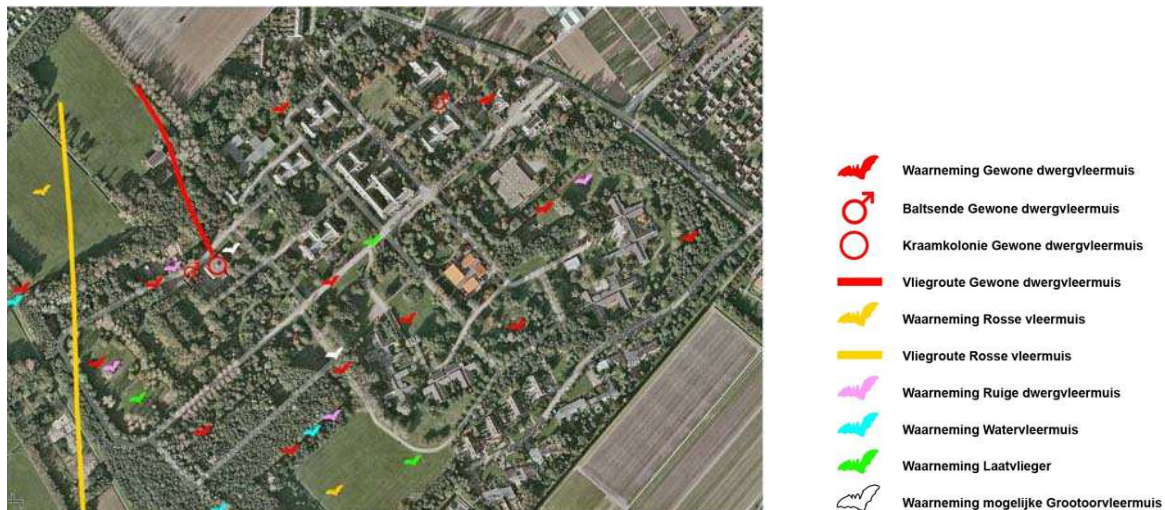 Waarneming Gewone dwergvleermuis
Baltsende Gewone dwergvleermuis
Kraamkolonie Gewone dwergvleermuis
Vliegroute Gewone dwergvleermuis
Waarneming Rosse vleermuis
Vliegroute Rosse vleermuis
Waarneming Ruige dwergvleermuis
Waarneming Watervleermuis
Waarneming Laatvlieger
Waarneming mogelijke Grootoorvleermuis